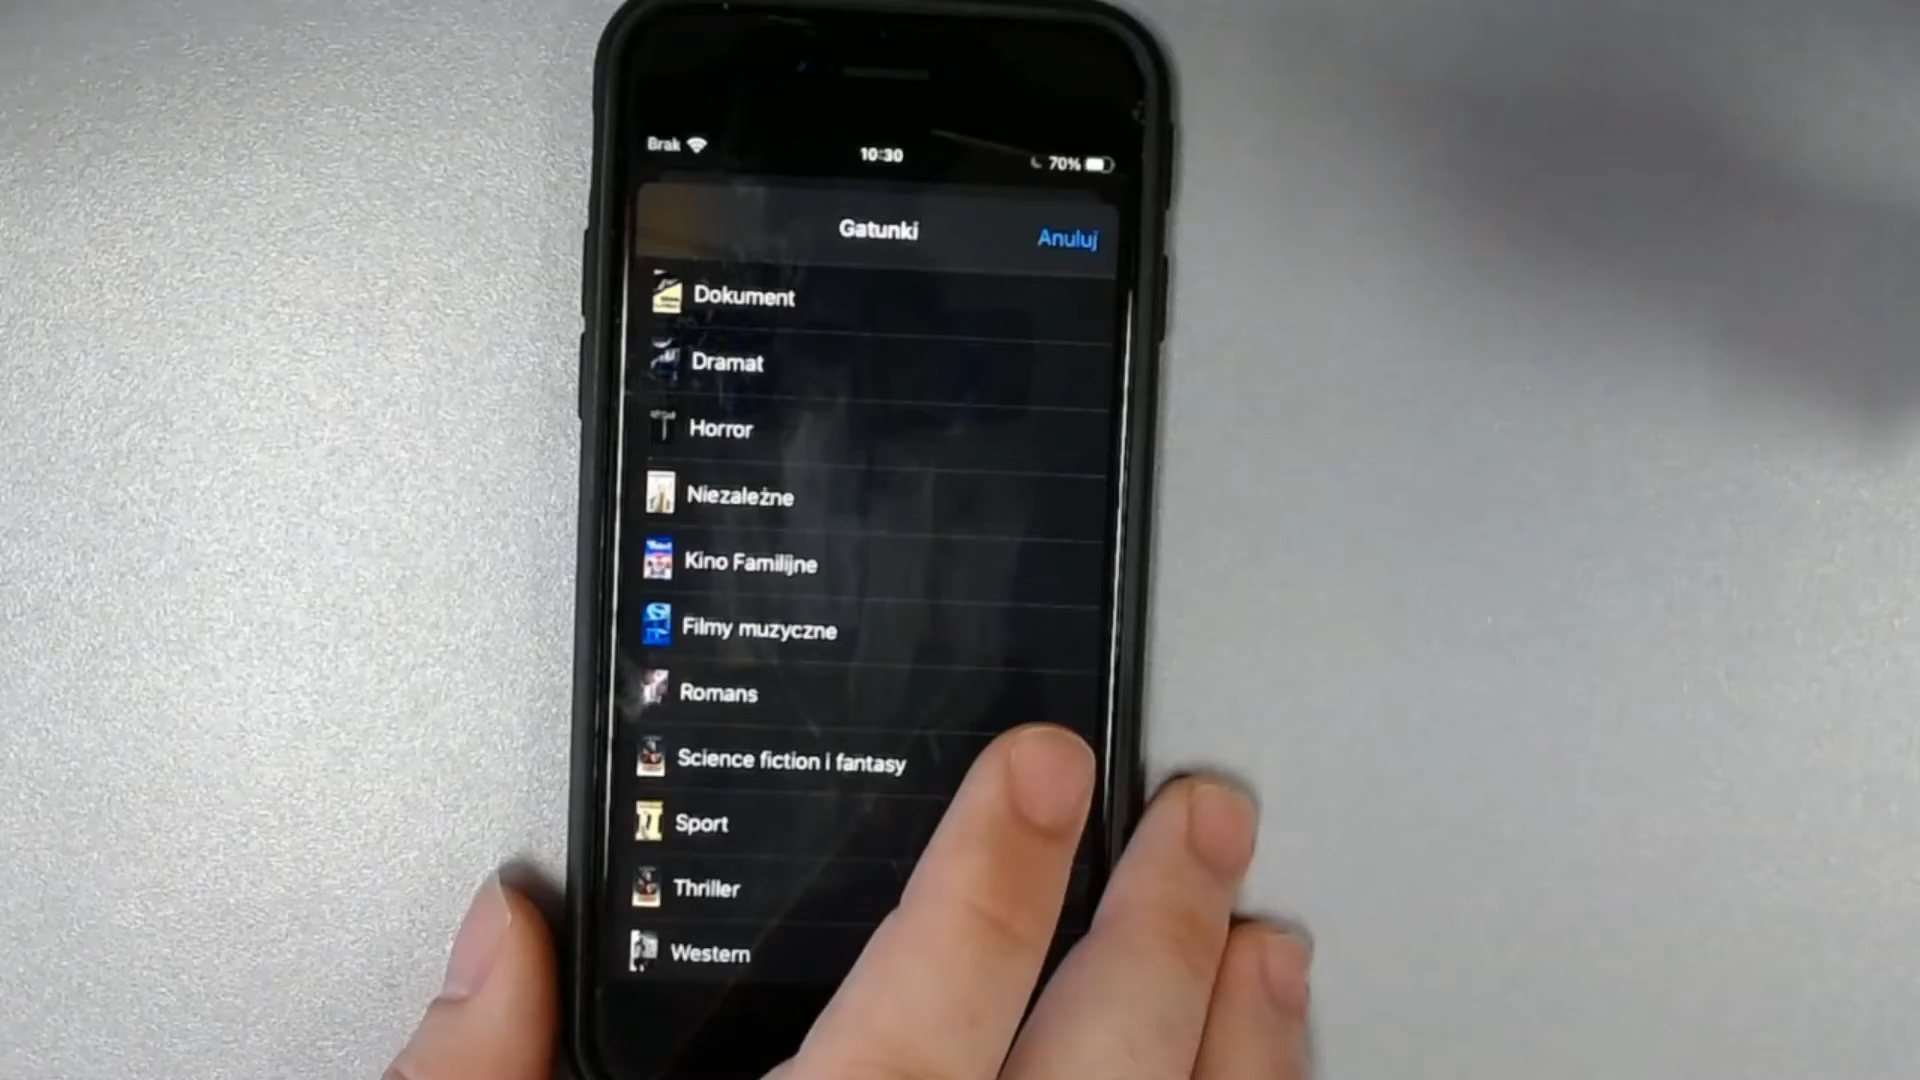 Brak
10:30
70%
Gatunki
Anuluj
Dokument
Dramat
Horror
Niezależne
Kino Familijne
Filmy muzyczne
Romans
Science fiction i fantasy
Sport
Thriller
Western